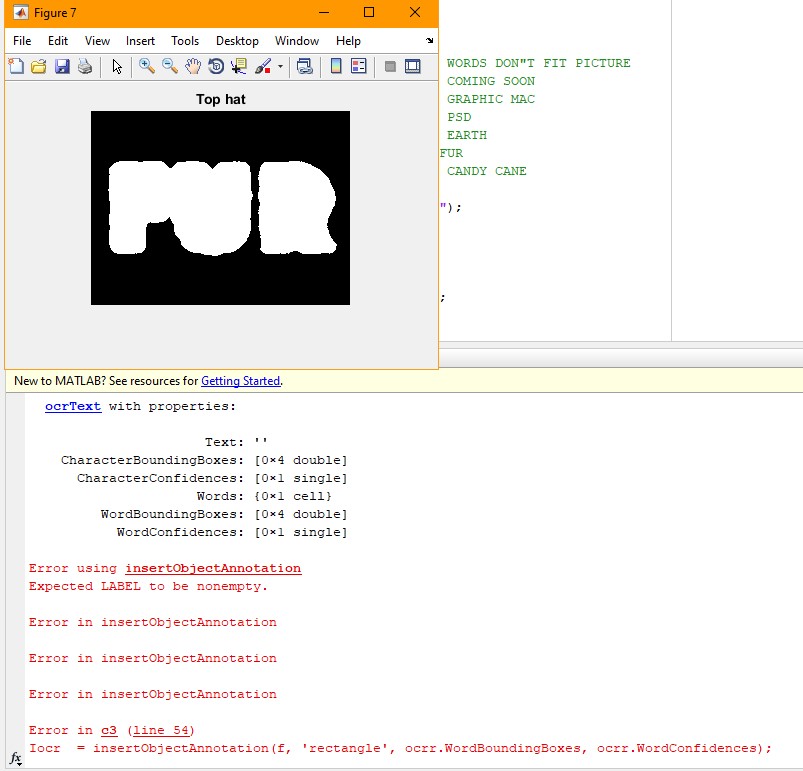 Figure 7
File Edit View Insert Tools Desktop Window Help
Top hat
FUR
WORDS DON"T FIT PICTURE
COMING SOON
GRAPHIC MAC
PSD
EARTH
FUR
CANDY CANE
");
;
New to MATLAB? See resources for Getting Started.
ocrText with properties:
Text: ''
CharacterBoundingBoxes: [0×4 double]
CharacterConfidences: [0×1 single]
Words: {0×1 cell}
WordBoundingBoxes: [0×4 double]
WordConfidences: [0×1 single]
Error using insertObjectAnnotation
Expected LABEL to be nonempty.
Error in insertObjectAnnotation
Error in insertObjectAnnotation
Error in insertObjectAnnotation
Error in c3 (line 54)
Iocr = insertObjectAnnotation(f, 'rectangle', ocrr.WordBoundingBoxes, ocrr.WordConfidences);
fx